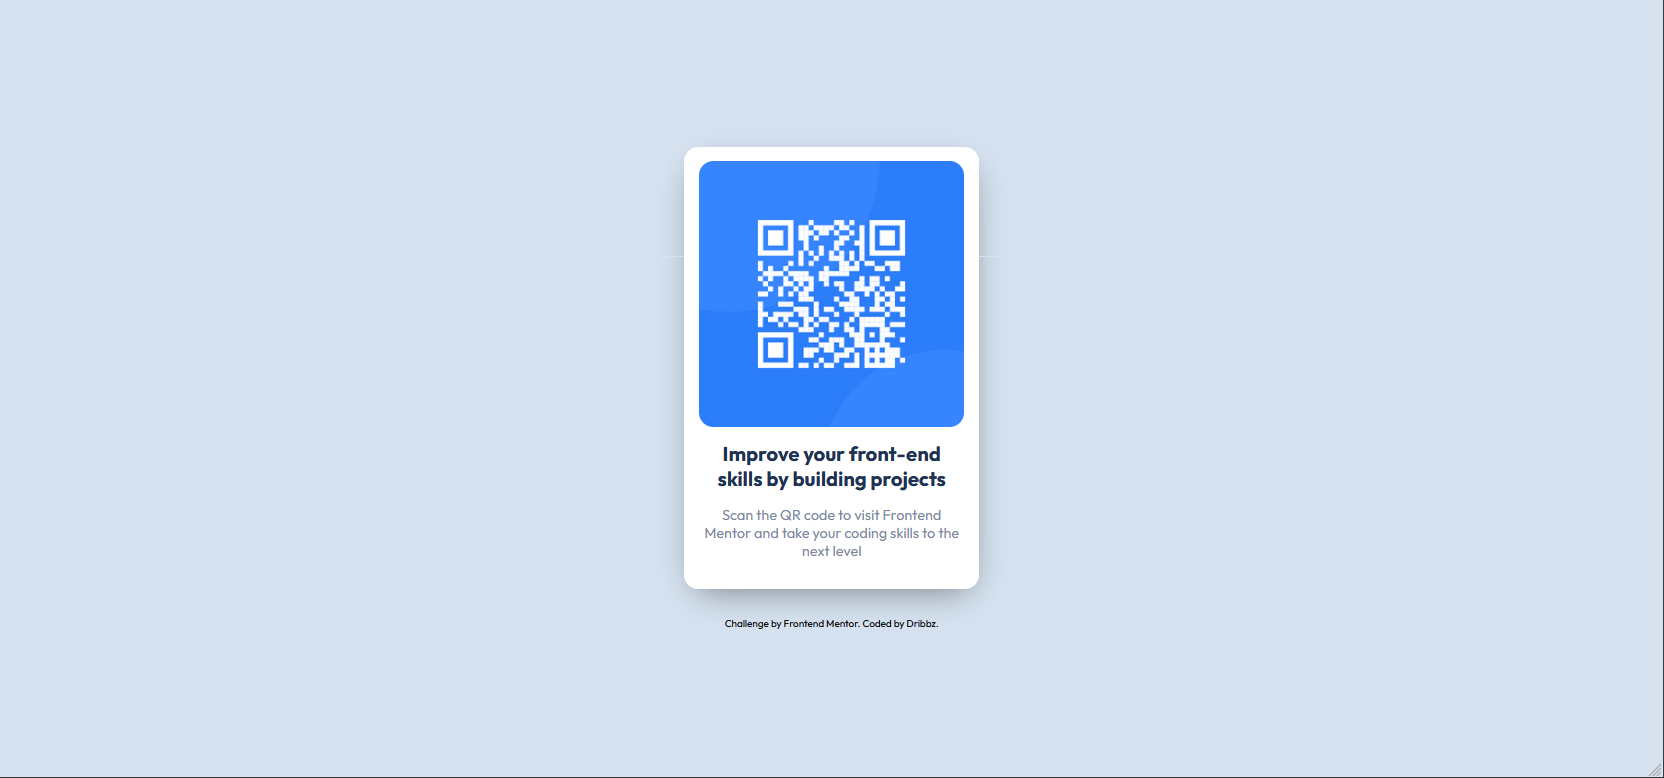 Improve your front-end
skills by building projects
Scan the QR code to visit Frontend
Mentor and take your coding skills to the
next level
Challenge by Frontend Mentor. Coded by Dribbz.